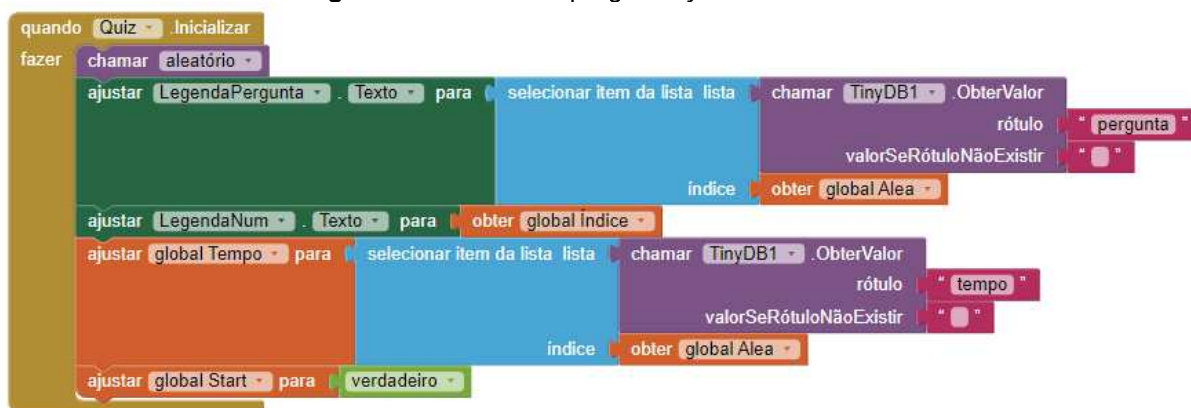 quando Quiz .Inicializar
fazer chamar aleatório
ajustar LegendaPergunta . Texto para selecionar item da lista lista chamar TinyDB1 .ObterValor
rótulo " pergunta "
valorSeRótuloNãoExistir " "
índice obter global Alea
ajustar LegendaNum . Texto para obter global Índice
ajustar global Tempo para selecionar item da lista lista chamar TinyDB1 .ObterValor
rótulo " tempo "
valorSeRótuloNãoExistir " "
índice obter global Alea
ajustar global Start para verdadeiro